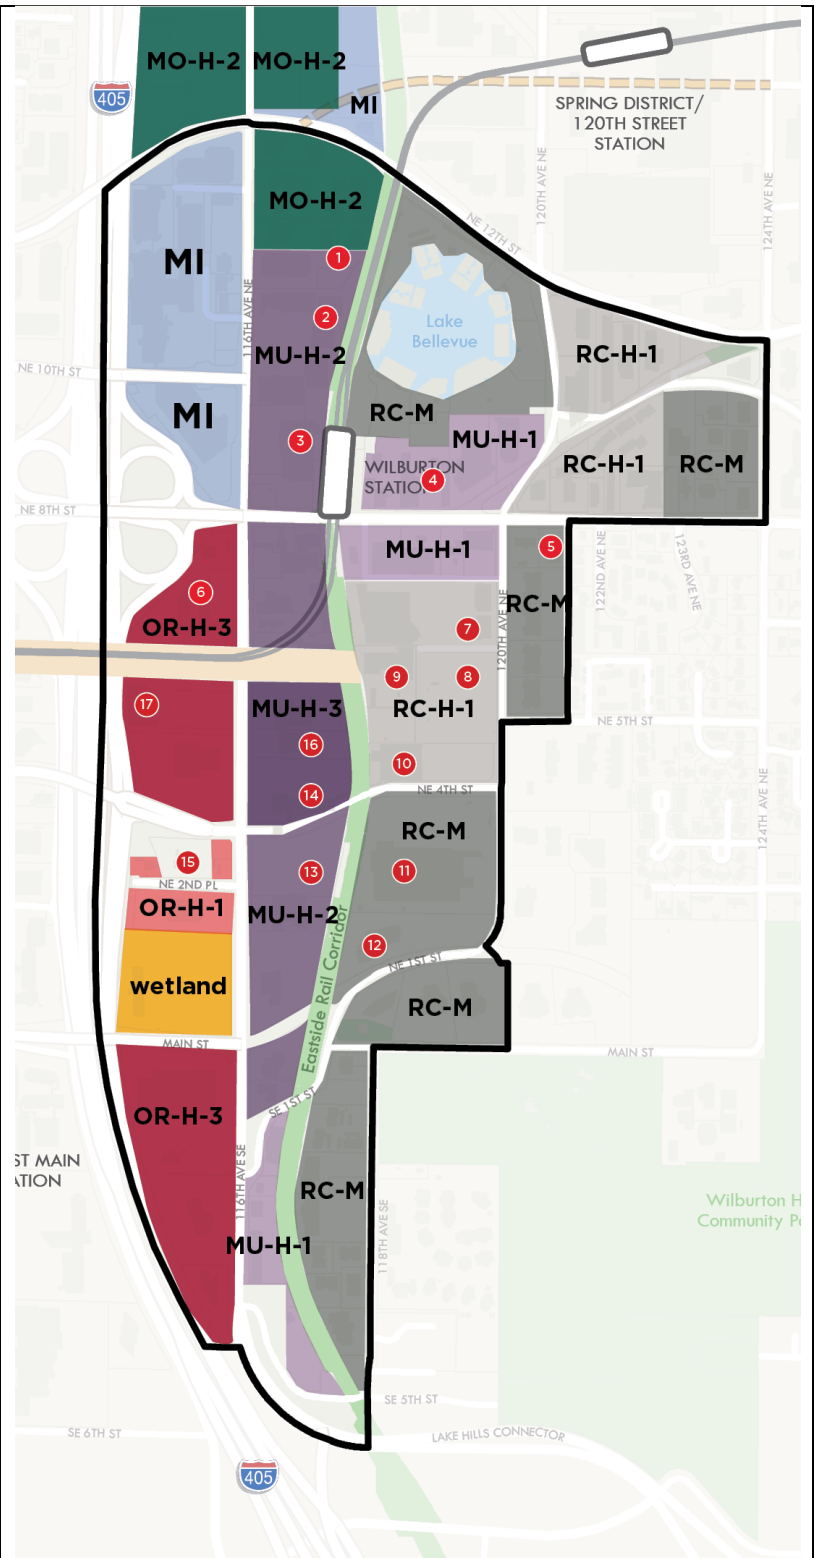 MO-H-2
MO-H-2
405
MI
SPRING DISTRICT/
120TH STREET
STATION
MO-H-2
120TH AVE NE
124TH AVE NE
NE 12TH ST
MI
1
116TH AVE NE
2
Lake
Bellevue
MU-H-2
RC-H-1
NE 10TH ST
MI
RC-M
3
MU-H-1
RC-H-1
RC-M
WILBURTON
STATION
4
NE 8TH ST
MU-H-1
5
122ND AVE NE
123RD AVE NE
6
RC-M
OR-H-3
7
120TH AVE NE
9
8
17
MU-H-3
RC-H-1
NE 5TH ST
16
10
14
NE 4TH ST
124TH AVE NE
RC-M
15
13
11
NE 2ND PL
OR-H-1
MU-H-2
Eastside Rail Corridor
12
NE 1ST ST
wetland
RC-M
MAIN ST
MAIN ST
SE 1ST ST
OR-H-3
ST MAIN
ATION
116TH AVE SE
RC-M
118TH AVE SE
Wilburton H
Community Pa
MU-H-1
SE 5TH ST
SE 6TH ST
LAKE HILLS CONNECTOR
405